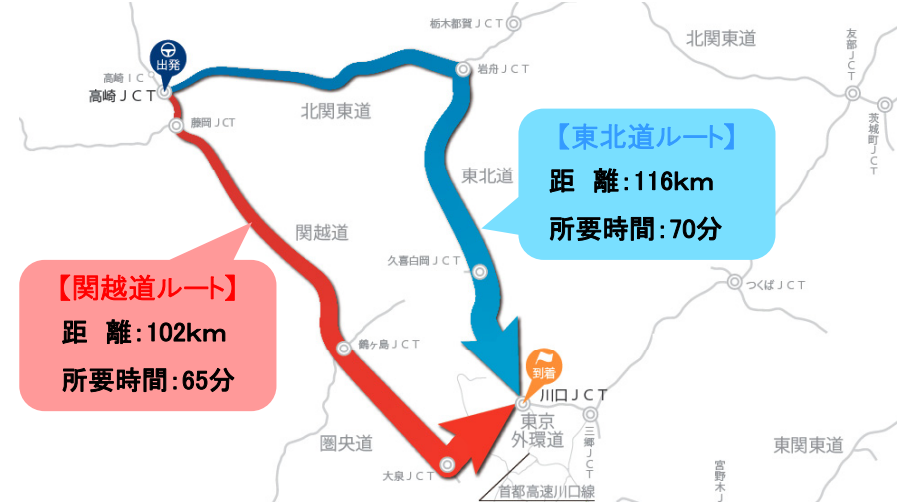 栃木都賀JCT
北関東道
友部JCT
出発
岩舟JCT
高崎IC
高崎JCT
北関東道
茨城町JCT
藤岡JCT
【東北道ルート】
距　離：116km
所要時間：70分
東北道
関越道
久喜白岡JCT
つくばJCT
【関越道ルート】
距　離：102km
所要時間：65分
鶴ヶ島JCT
到着
川口JCT
東京
外環道
三郷JCT
圏央道
東関東道
大泉JCT
宮野木J
首都高速川口線